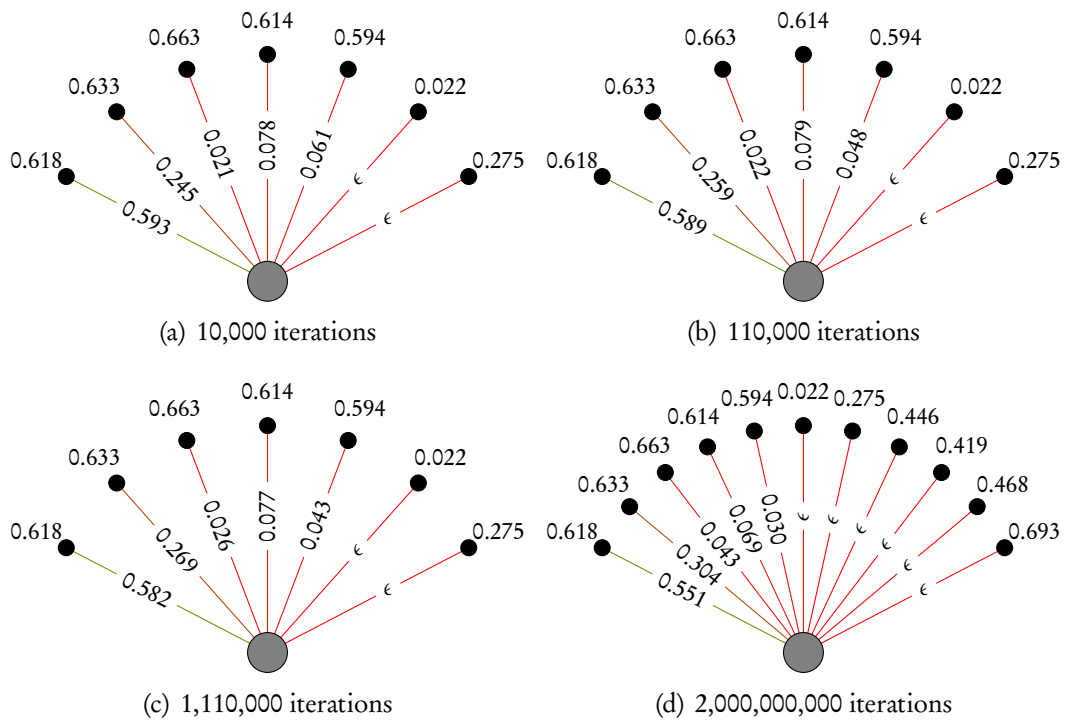 0.618 0.633 0.663 0.614 0.594 0.022 0.275
0.593 0.245 0.021 0.078 0.061 ϵ ϵ
(a) 10,000 iterations
0.618 0.633 0.663 0.614 0.594 0.022 0.275
0.589 0.259 0.022 0.079 0.048 ϵ ϵ
(b) 110,000 iterations
0.618 0.633 0.663 0.614 0.594 0.022 0.275
0.582 0.269 0.026 0.077 0.043 ϵ ϵ
(c) 1,110,000 iterations
0.618 0.633 0.663 0.614 0.594 0.022 0.275 0.446 0.419 0.468 0.693
0.551 0.304 0.043 0.069 0.030 ϵ ϵ ϵ ϵ ϵ ϵ
(d) 2,000,000,000 iterations